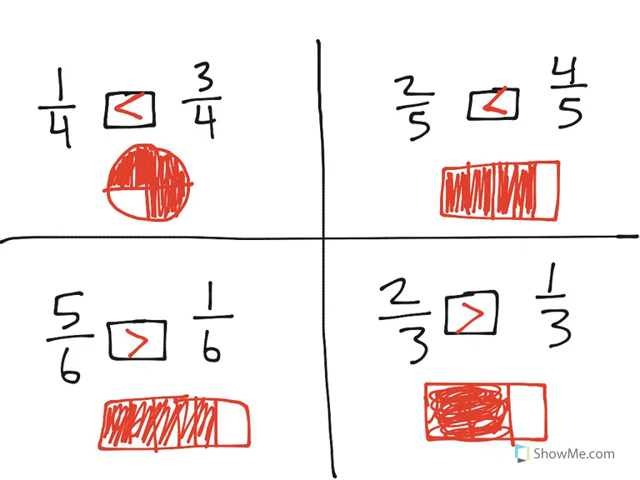 1/4 < 3/4
2/5 < 4/5
5/6 > 1/6
2/3 > 1/3
ShowMe.com